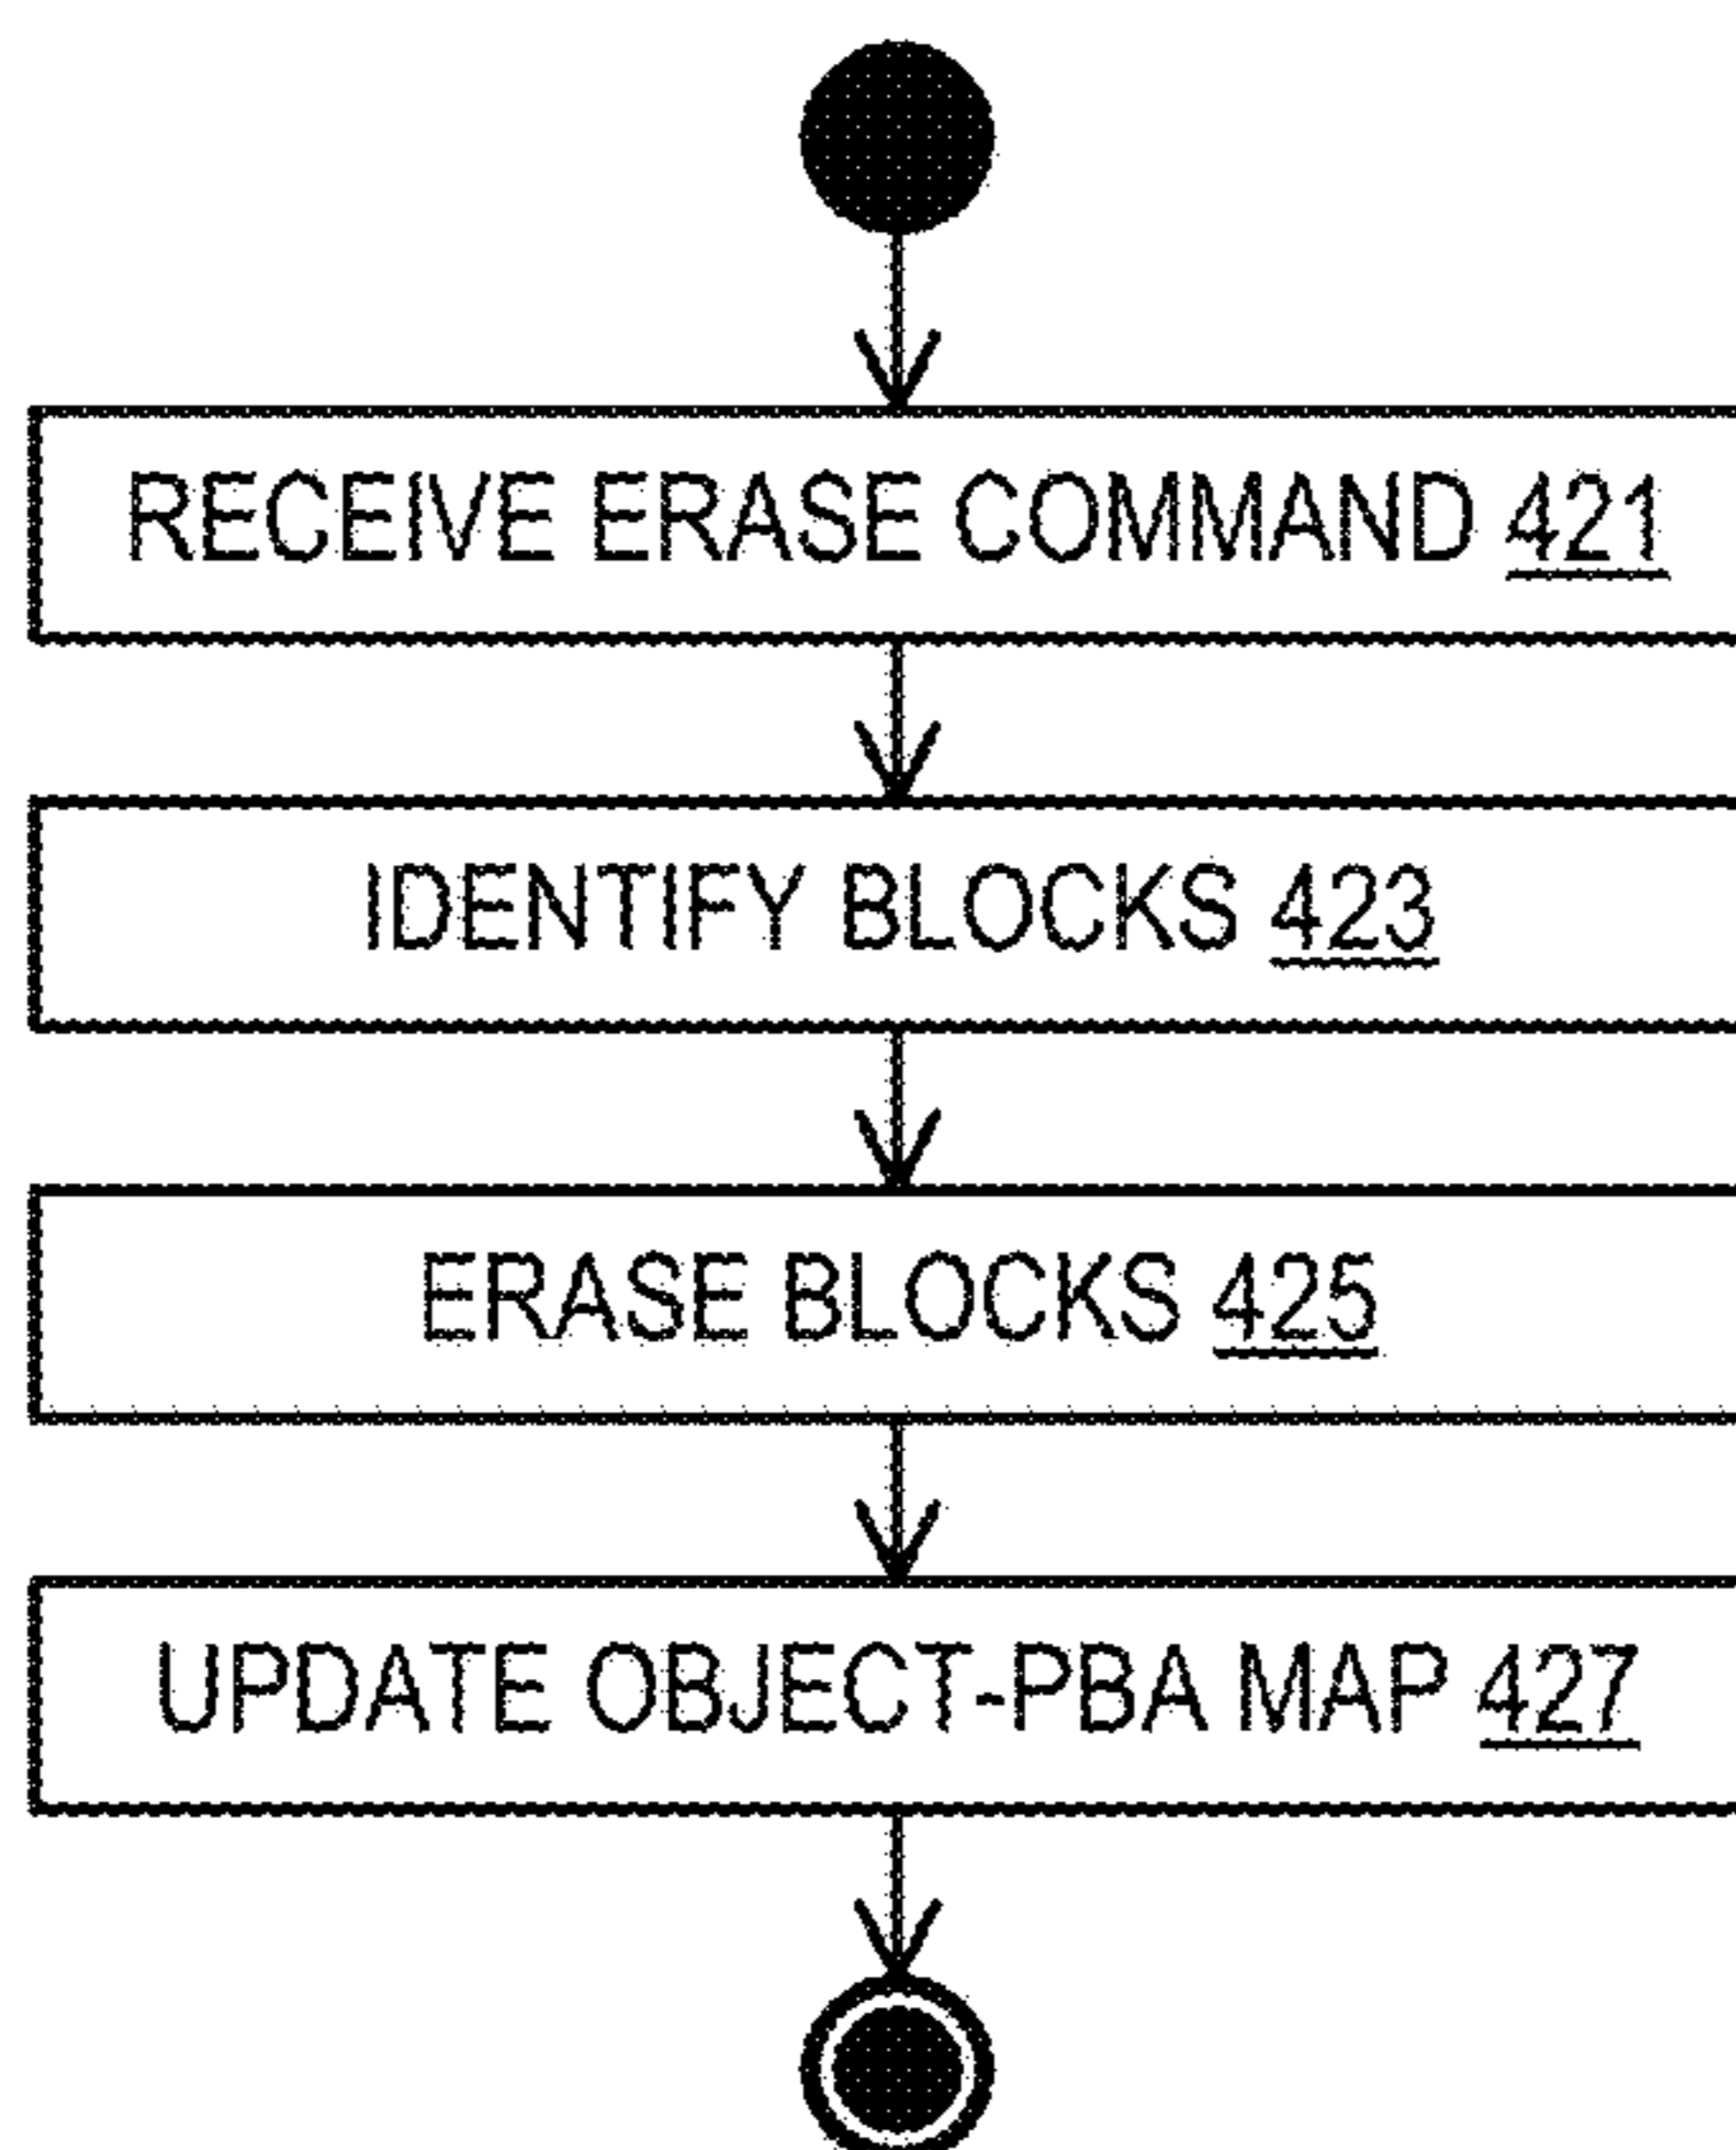 RECEIVE ERASE COMMAND 421
IDENTIFY BLOCKS 423
ERASE BLOCKS 425
UPDATE OBJECT-PBA MAP 427